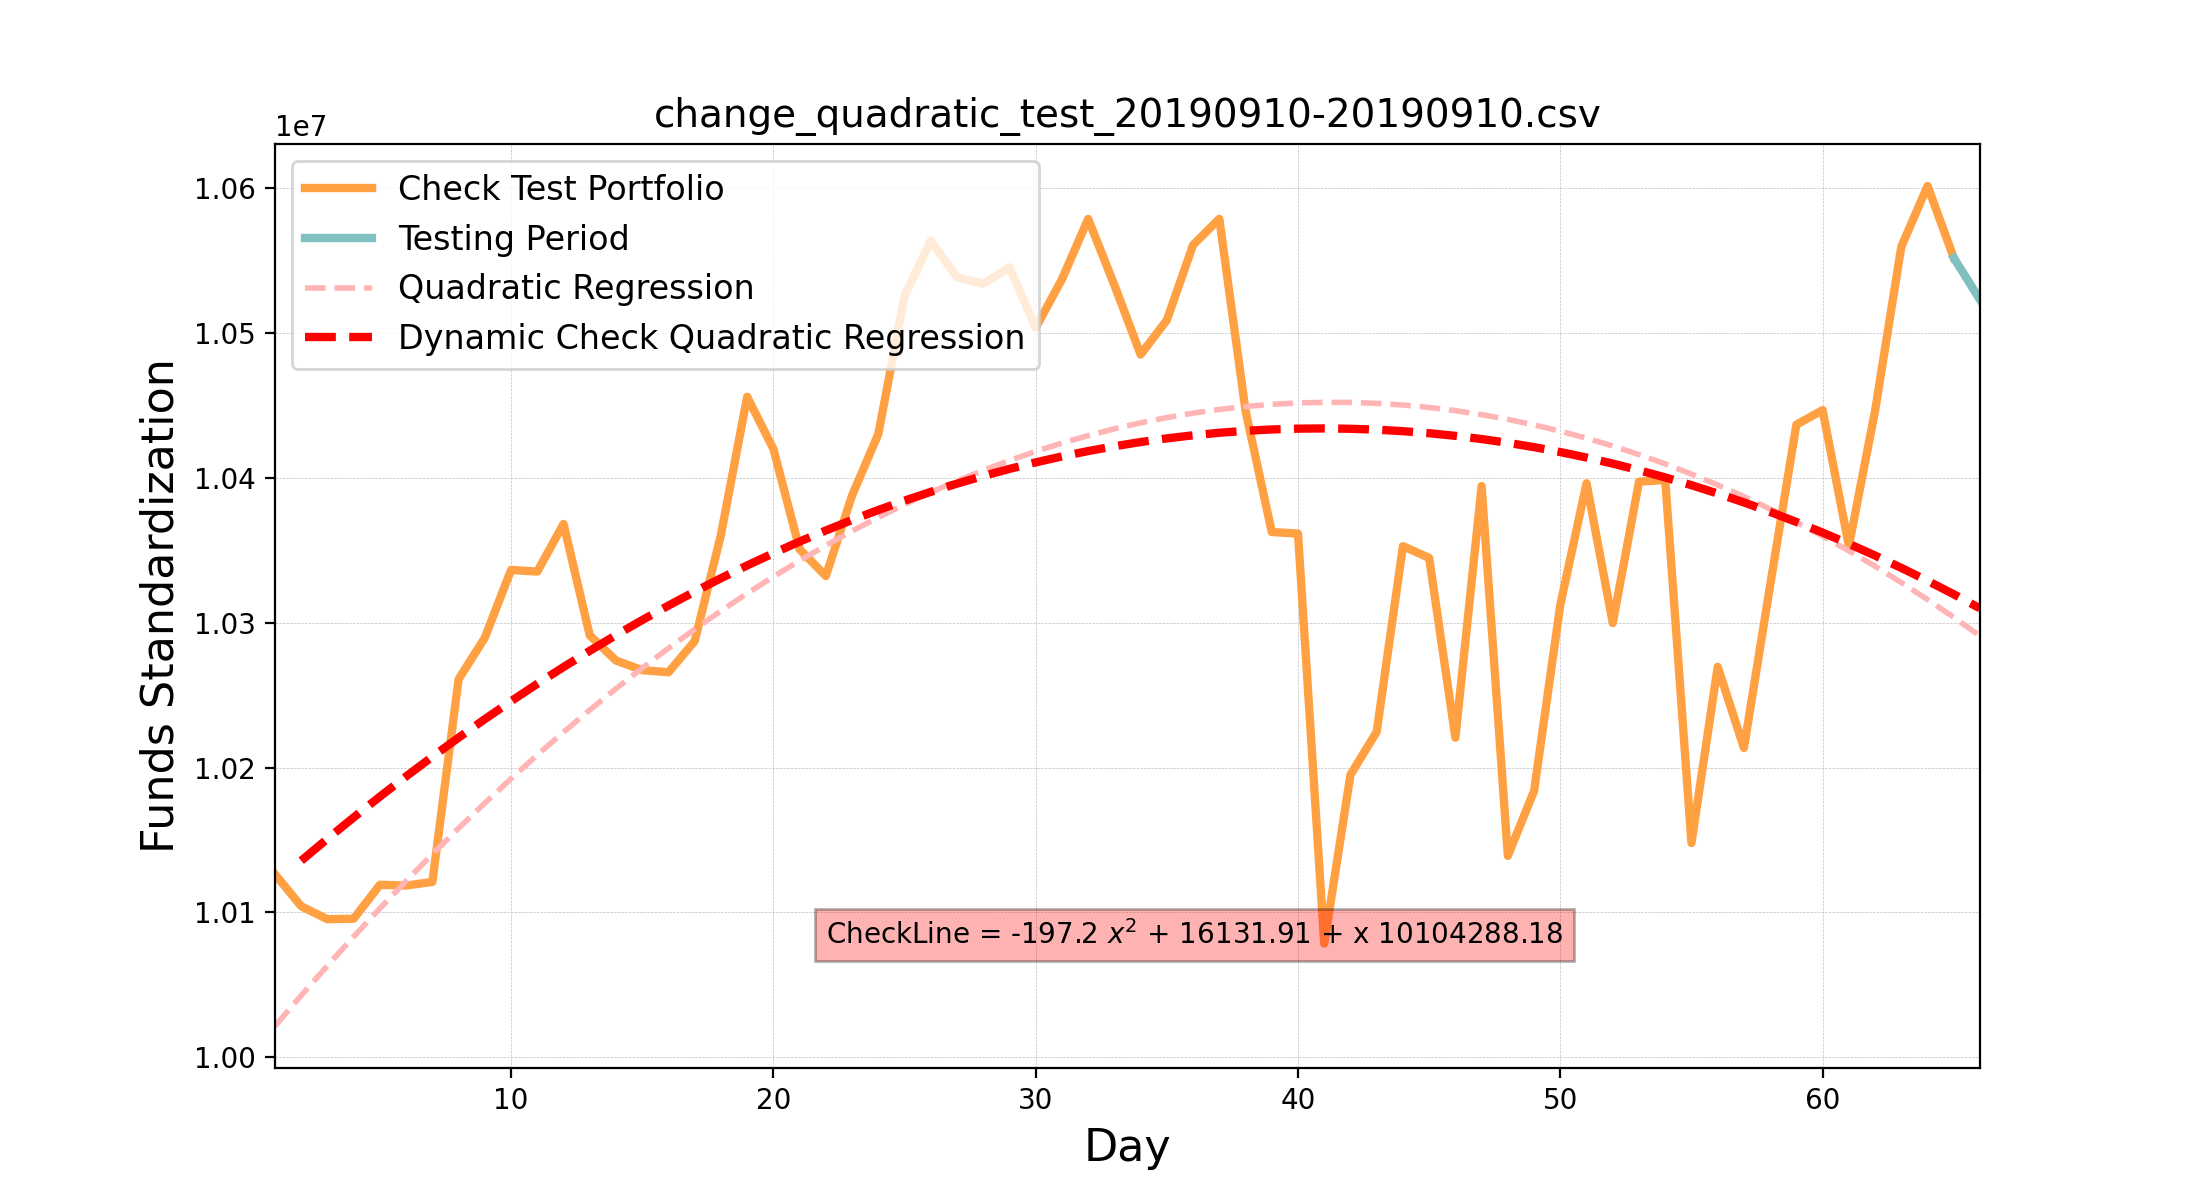 change_quadratic_test_20190910-20190910.csv
1e7
Check Test Portfolio
Testing Period
Quadratic Regression
Dynamic Check Quadratic Regression
1.06
1.05
1.04
1.03
1.02
1.01
1.00
Funds Standardization
CheckLine = -197.2 x² + 16131.91 + x 10104288.18
10 20 30 40 50 60
Day